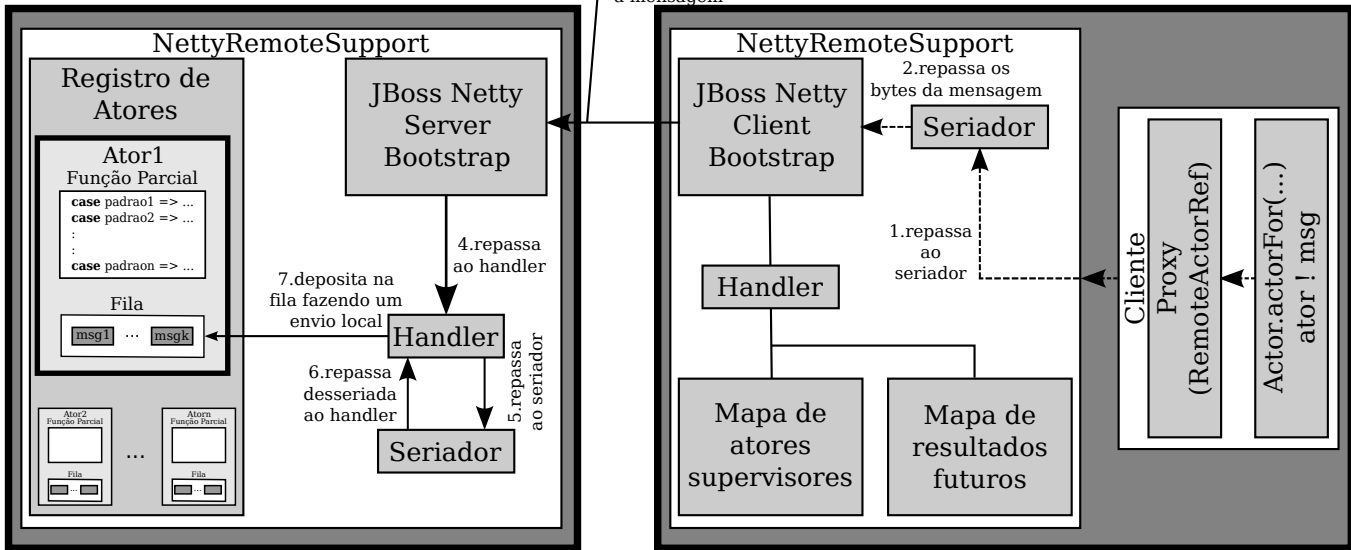 a mensagem
NettyRemoteSupport
Registro de
Atores
Ator1
Função Parcial
case padrao1 => ...
case padrao2 => ...
:
:
case padraon => ...
Fila
msg1 ... msgk
Ator2
Função Parcial
Fila
...
...
Atorn
Função Parcial
Fila
...
JBoss Netty
Server
Bootstrap
4.repassa
ao handler
7.deposita na
fila fazendo um
envio local
Handler
6.repassa
desseriada
ao handler
5.repassa
ao seriador
Seriador
NettyRemoteSupport
JBoss Netty
Client
Bootstrap
2.repassa os
bytes da mensagem
Seriador
1.repassa
ao
seriador
Handler
Mapa de
atores
supervisores
Mapa de
resultados
futuros
Cliente
Proxy
(RemoteActorRef)
Actor.actorFor(...)
ator ! msg